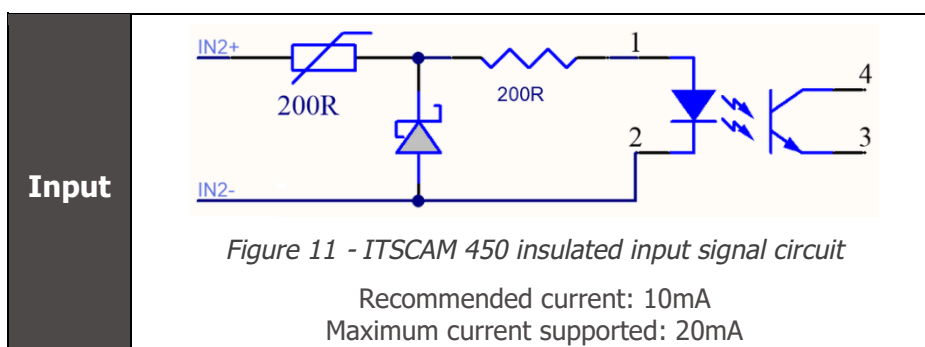 IN2+
200R
200R
1
2
4
3
IN2-
Input
Figure 11 - ITSCAM 450 insulated input signal circuit
Recommended current: 10mA
Maximum current supported: 20mA